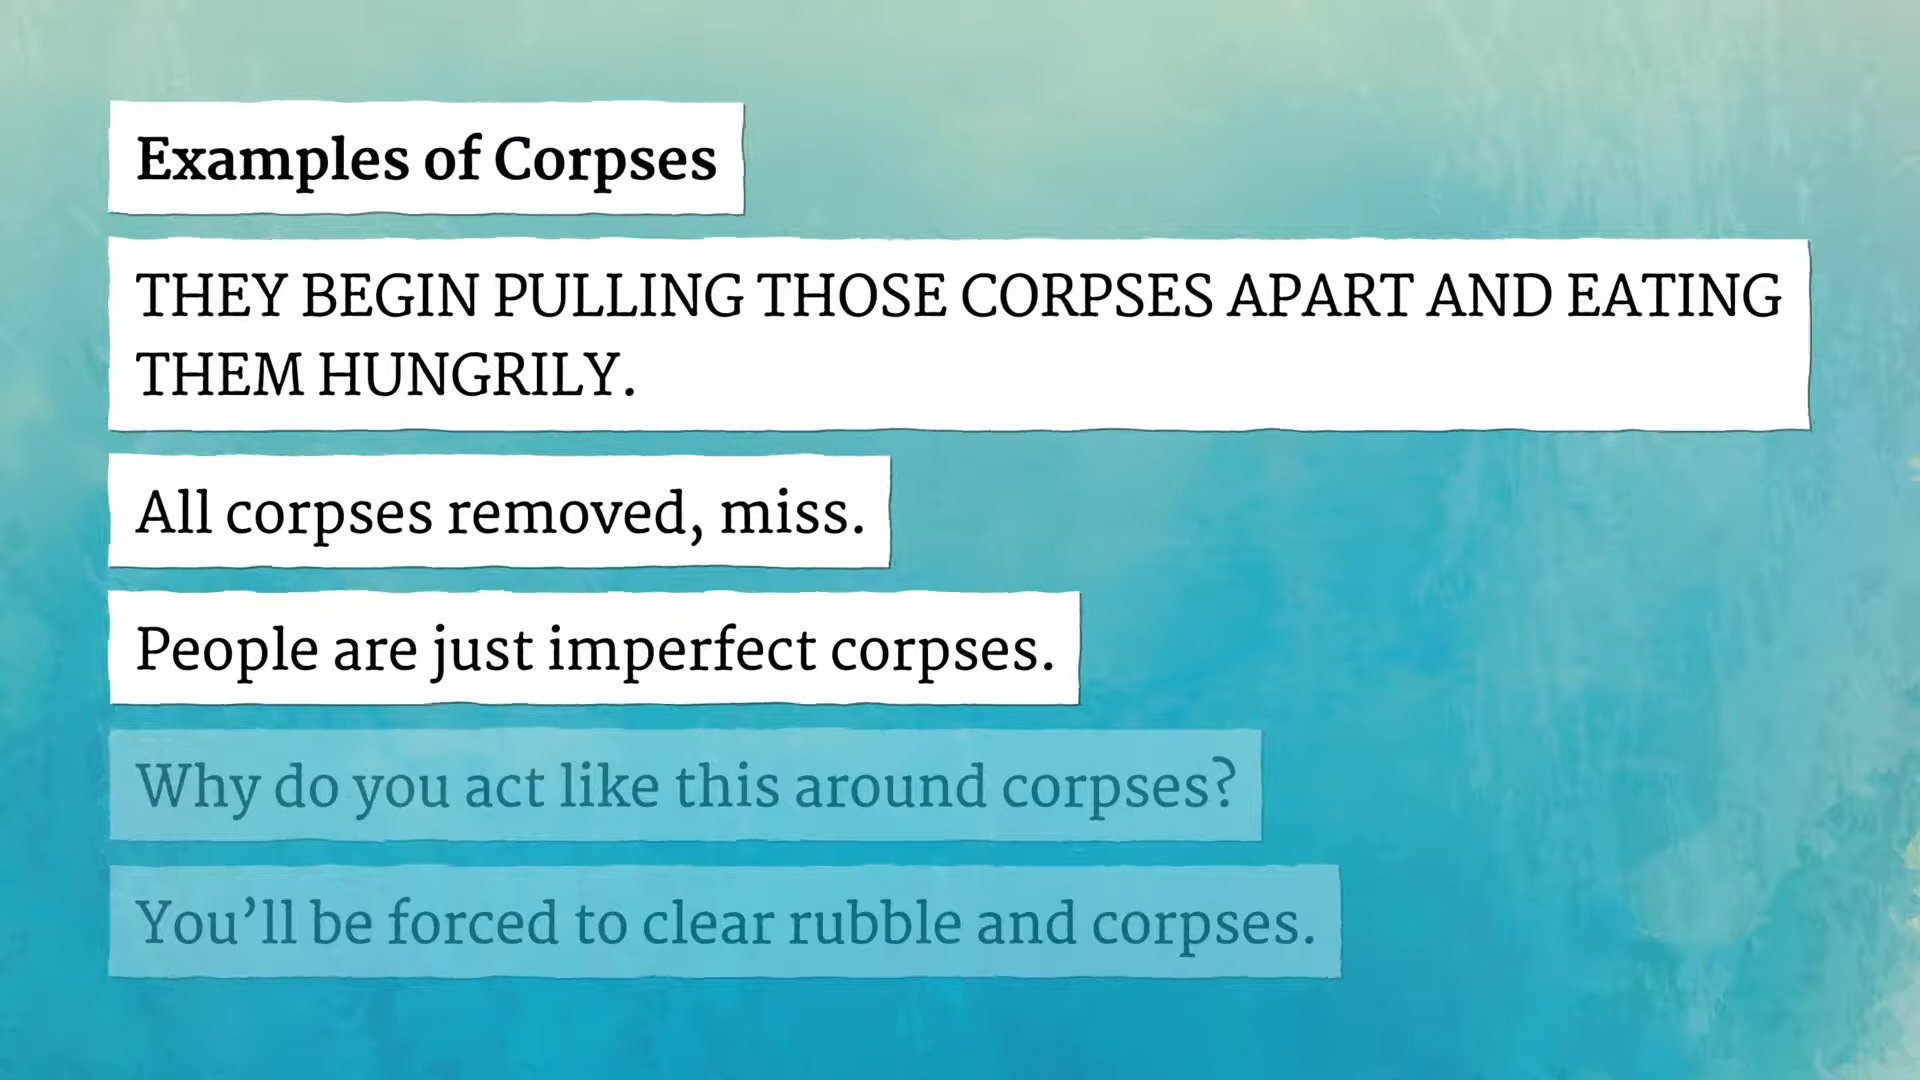 Examples of Corpses
THEY BEGIN PULLING THOSE CORPSES APART AND EATING
THEM HUNGRILY.
All corpses removed, miss.
People are just imperfect corpses.
Why do you act like this around corpses?
You’ll be forced to clear rubble and corpses.